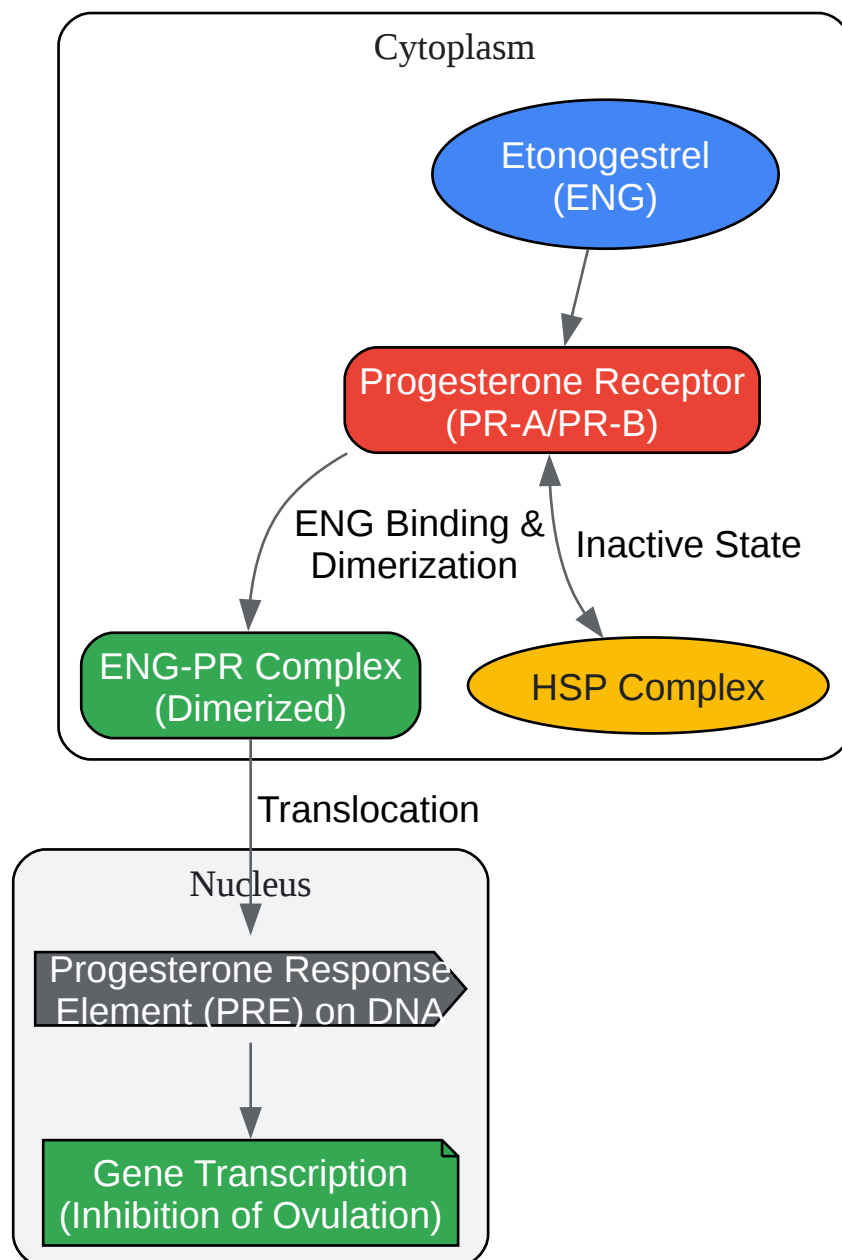 Cytoplasm
Etonogestrel
(ENG)
Progesterone Receptor
(PR-A/PR-B)
ENG Binding &
Dimerization
Inactive State
ENG-PR Complex
(Dimerized)
HSP Complex
Translocation
Nucleus
Progesterone Response
Element (PRE) on DNA
Gene Transcription
(Inhibition of Ovulation)